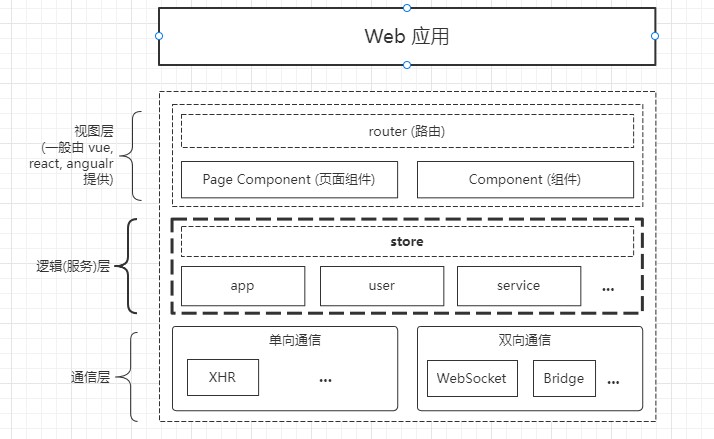 Web 应用
视图层
(一般由 vue,
react, angualr
提供)
router (路由)
Page Component (页面组件)
Component (组件)
逻辑(服务)层
store
app
user
service
...
通信层
单向通信
XHR
...
双向通信
WebSocket
Bridge
...